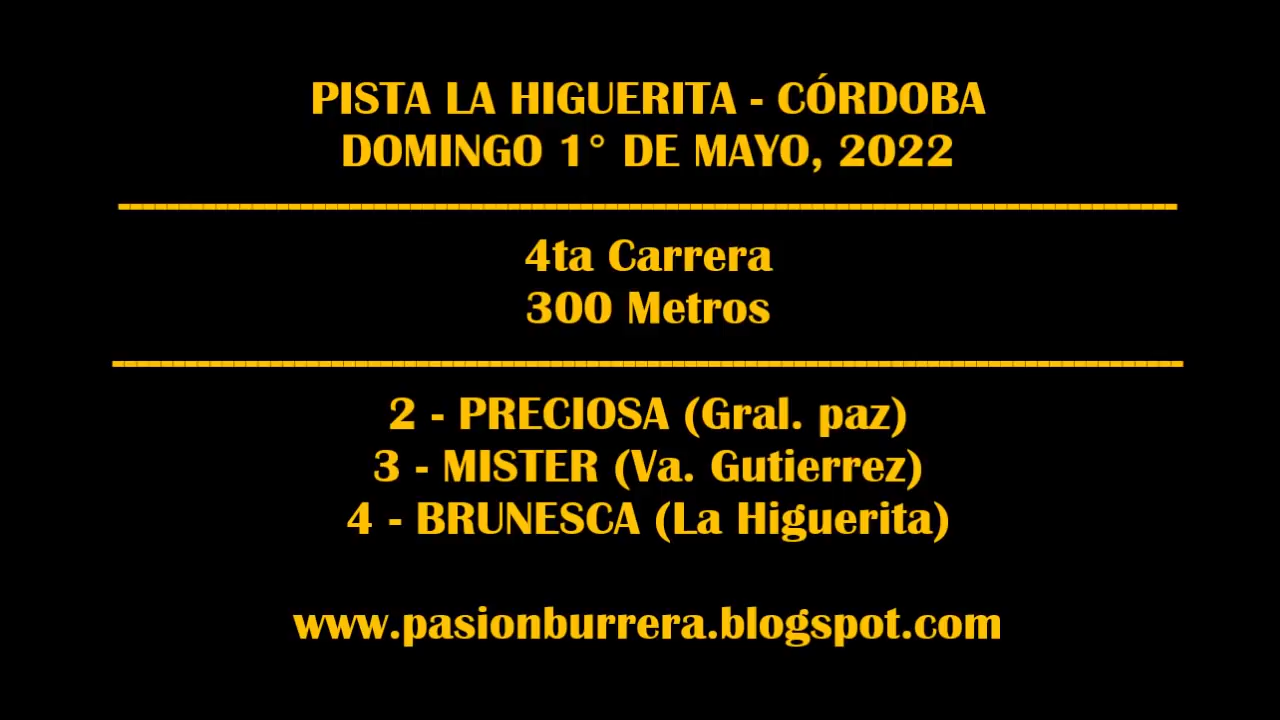 PISTA LA HIGUERITA - CÓRDOBA
DOMINGO 1° DE MAYO, 2022
4ta Carrera
300 Metros
2 - PRECIOSA (Gral. paz)
3 - MISTER (Va. Gutierrez)
4 - BRUNESCA (La Higuerita)
www.pasionburrera.blogspot.com